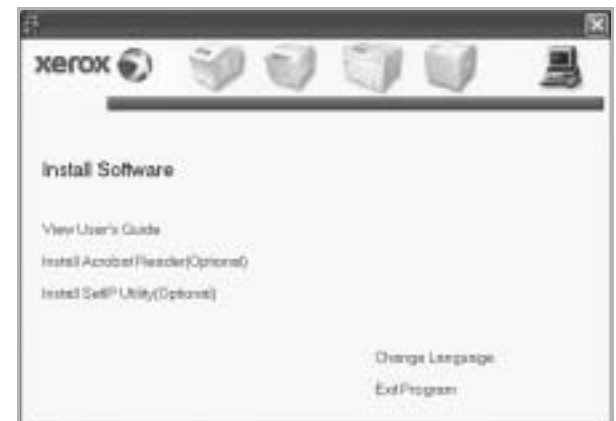 xerox
Install Software
View User's Guide
Install Acrobat Reader(Optional)
Install SetIP Utility(Optional)
Change Language
Exit Program